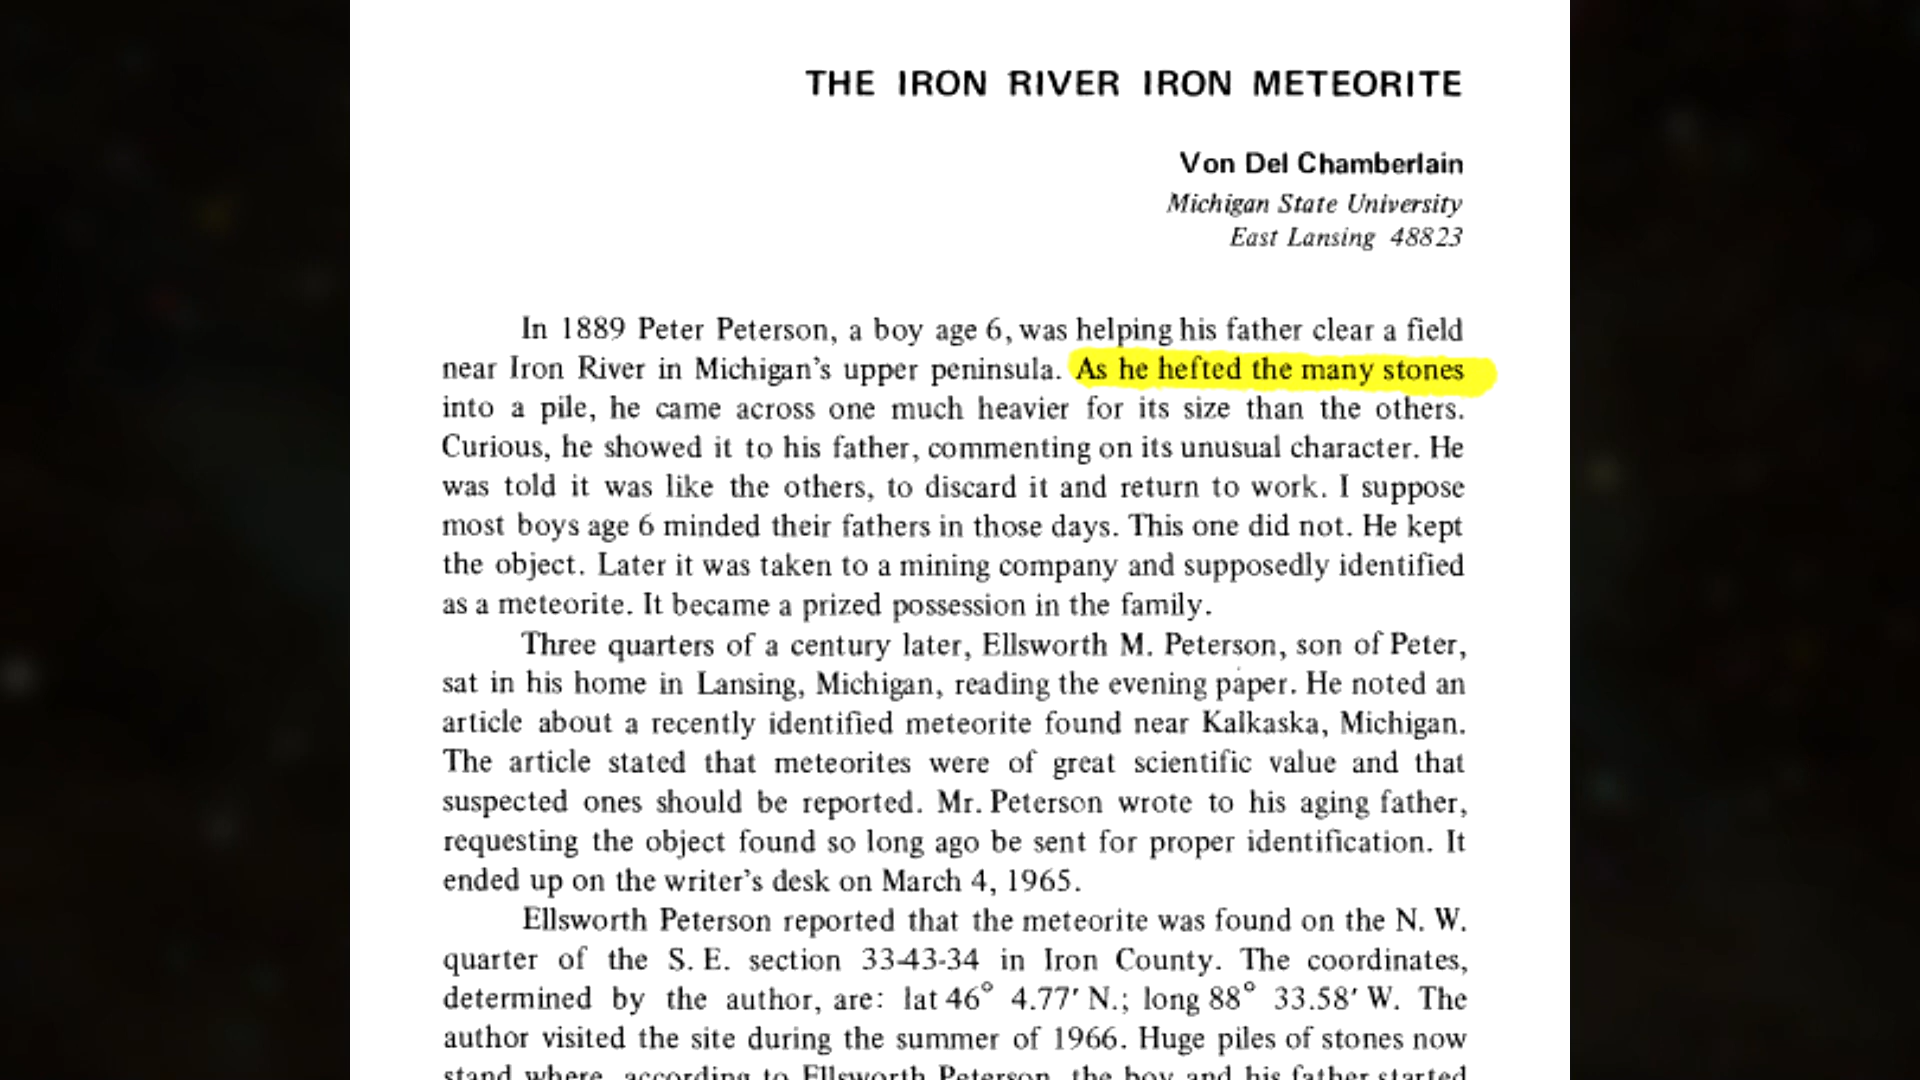 THE IRON RIVER IRON METEORITE
Von Del Chamberlain
Michigan State University
East Lansing 48823
In 1889 Peter Peterson, a boy age 6, was helping his father clear a field
near Iron River in Michigan's upper peninsula. As he hefted the many stones
into a pile, he came across one much heavier for its size than the others.
Curious, he showed it to his father, commenting on its unusual character. He
was told it was like the others, to discard it and return to work. I suppose
most boys age 6 minded their fathers in those days. This one did not. He kept
the object. Later it was taken to a mining company and supposedly identified
as a meteorite. It became a prized possession in the family.
Three quarters of a century later, Ellsworth M. Peterson, son of Peter,
sat in his home in Lansing, Michigan, reading the evening paper. He noted an
article about a recently identified meteorite found near Kalkaska, Michigan.
The article stated that meteorites were of great scientific value and that
suspected ones should be reported. Mr. Peterson wrote to his aging father,
requesting the object found so long ago be sent for proper identification. It
ended up on the writer's desk on March 4, 1965.
Ellsworth Peterson reported that the meteorite was found on the N. W.
quarter of the S. E. section 33-43-34 in Iron County. The coordinates,
determined by the author, are: lat 46° 4.77′ N.; long 88° 33.58′ W. The
author visited the site during the summer of 1966. Huge piles of stones now
stand where, according to Ellsworth Peterson, the boy and his father started